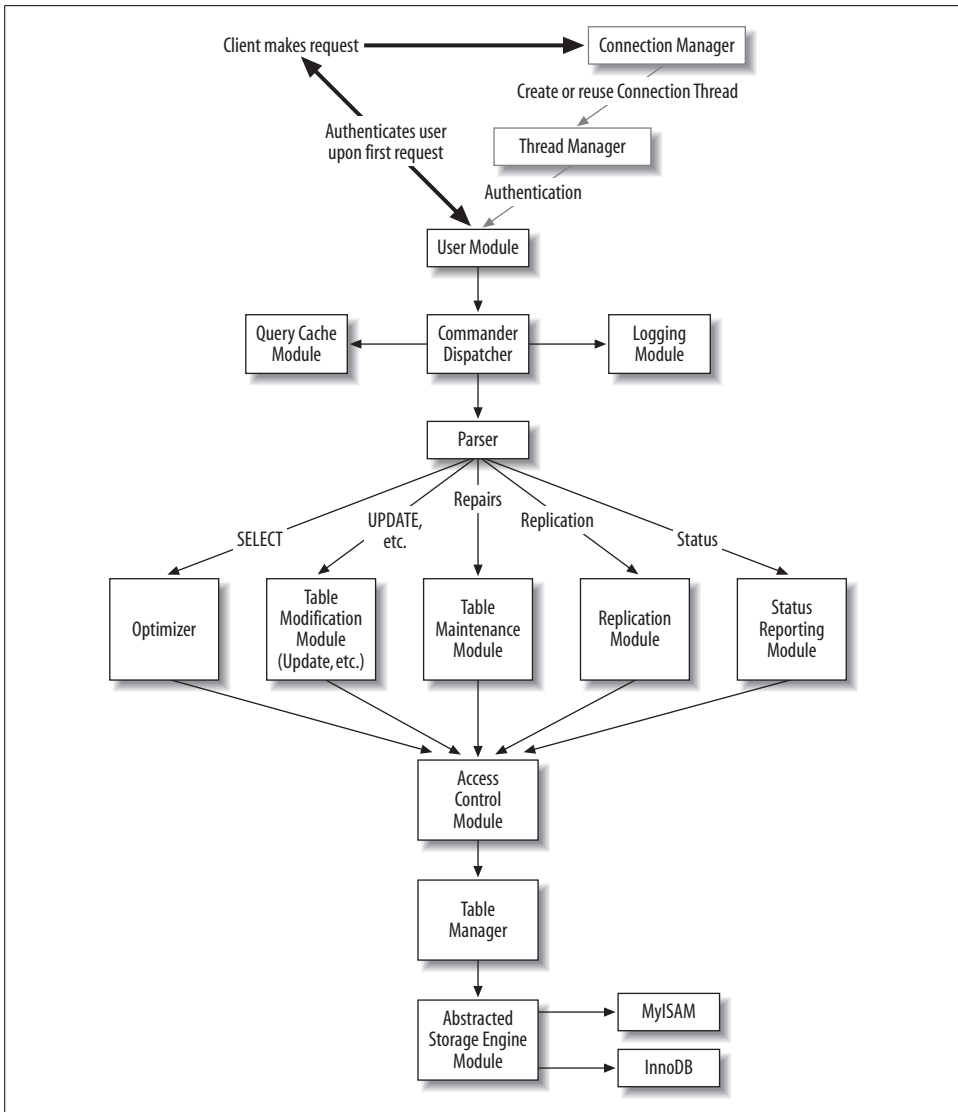 Client makes request
Connection Manager
Create or reuse Connection Thread
Authenticates user
upon first request
Thread Manager
Authentication
User Module
Query Cache
Module
Commander
Dispatcher
Logging
Module
Parser
SELECT
UPDATE,
etc.
Repairs
Replication
Status
Optimizer
Table
Modification
Module
(Update, etc.)
Table
Maintenance
Module
Replication
Module
Status
Reporting
Module
Access
Control
Module
Table
Manager
Abstracted
Storage Engine
Module
MyISAM
InnoDB